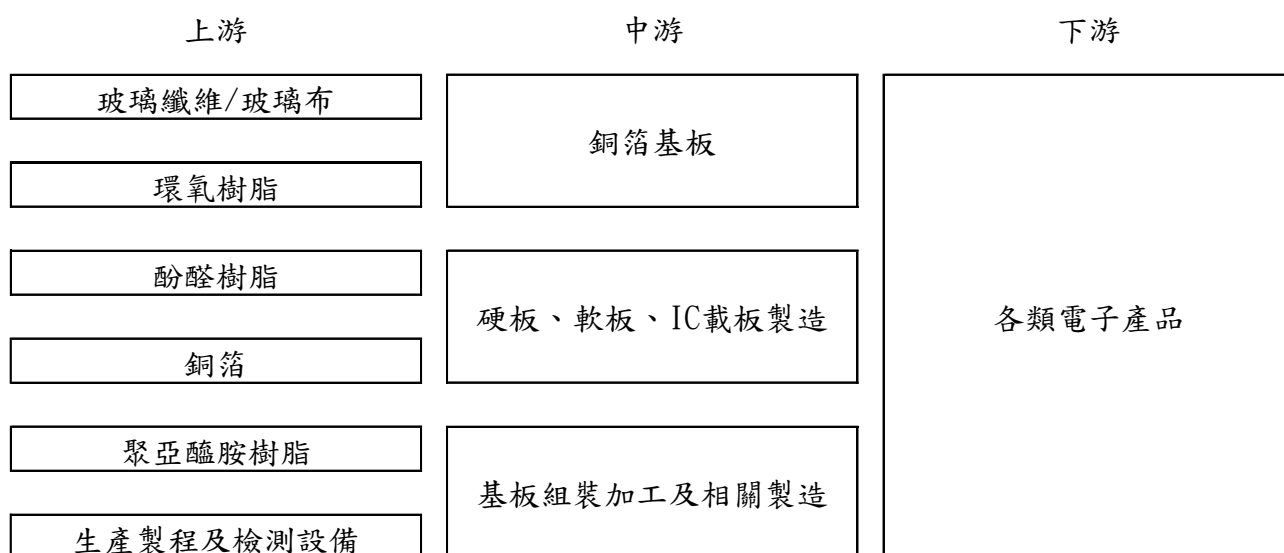 上游
中游
下游
玻璃纖維/玻璃布
環氧樹脂
酚醛樹脂
銅箔
聚亞醯胺樹脂
生產製程及檢測設備
銅箔基板
硬板、軟板、IC載板製造
基板組裝加工及相關製造
各類電子產品